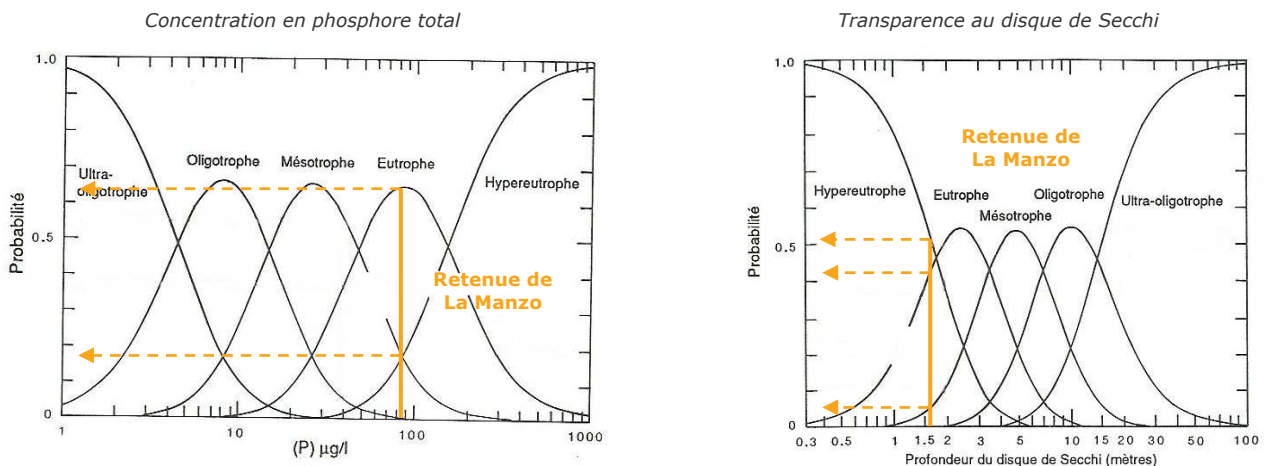 Concentration en phosphore total
1.0
0.5
0
Probabilité
Ultra-
oligotrophe
Oligotrophe
Mésotrophe
Eutrophe
Hypereutrophe
Retenue de
La Manzo
1
10
100
1000
(P) µg/l
Transparence au disque de Secchi
1.0
0.5
0
Probabilité
Retenue de
La Manzo
Hypereutrophe
Eutrophe
Mésotrophe
Oligotrophe
Ultra-oligotrophe
0.3 0.5 1 1.5 2 3 5 10 15 20 30 50 100
Profondeur du disque de Secchi (mètres)